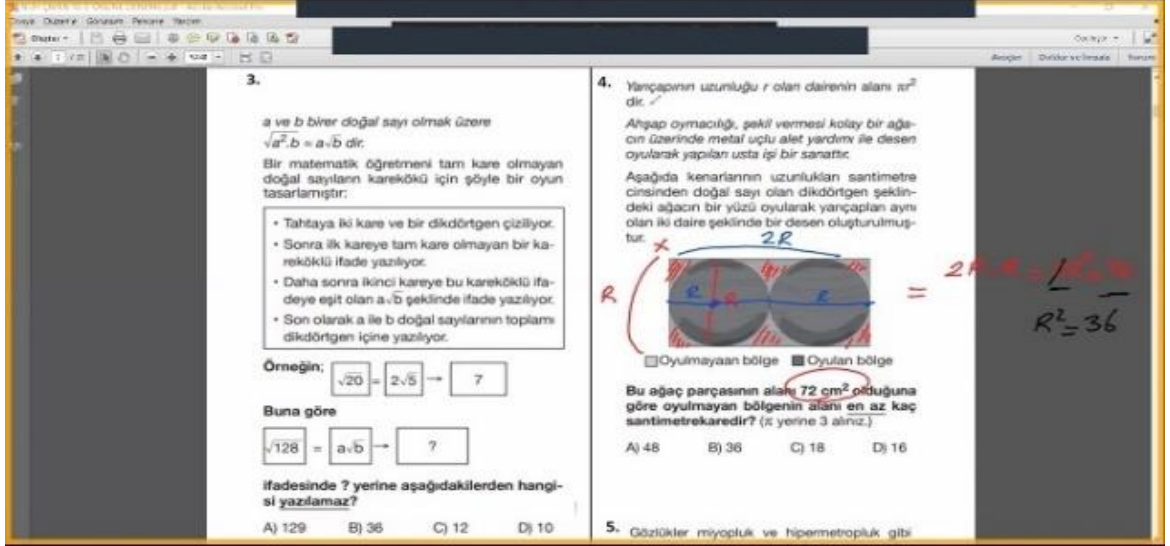 Dosya Düzenle Görünüm Pencere Yardım
Oluştur
Araçlar
3.
a ve b birer doğal sayı olmak üzere
√a².b = a√b dir.
Bir matematik öğretmeni tam kare olmayan
doğal sayıların karekökü için şöyle bir oyun
tasarlamıştır:
• Tahtaya iki kare ve bir dikdörtgen çiziliyor.
• Sonra ilk kareye tam kare olmayan bir ka-
reköklü ifade yazılıyor.
• Daha sonra ikinci kareye bu kareköklü ifa-
deye eşit olan a√b şeklinde ifade yazılıyor.
• Son olarak a ile b doğal sayılarının toplamı
dikdörtgen içine yazılıyor.
Örneğin;
√20 = 2√5 → 7
Buna göre
√128 = a√b → ?
ifadesinde ? yerine aşağıdakilerden hangi-
si yazılamaz?
A) 129 B) 36 C) 12 D) 10
4. Yarıçapının uzunluğu r olan dairenin alanı πr²
dir.
Ahşap oymacılığı, şekil vermesi kolay bir ağa-
cın üzerinde metal uçlu alet yardımı ile desen
oyularak yapılan usta işi bir sanattır.
Aşağıda kenarlarının uzunlukları santimetre
cinsinden doğal sayı olan dikdörtgen şeklin-
deki ağacın bir yüzü oyularak yarıçapları aynı
olan iki daire şeklinde bir desen oluşturulmuş-
tur.
x
2R
R
R R R
=
R²=36
Oyulmayaan bölge Oyulan bölge
Bu ağaç parçasının alanı 72 cm² olduğuna
göre oyulmayan bölgenin alanı en az kaç
santimetrekaredir? (π yerine 3 alınız.)
A) 48 B) 36 C) 18 D) 16
5. Gözlükler miyopluk ve hipermetropluk gibi